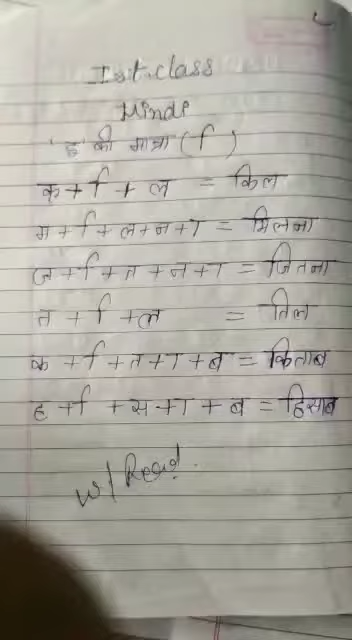 Ist.class
Hindi
'इ' की मात्रा ( ि )
क + ि + ल = किल
म + ि + ल + न + ा = मिलना
ज + ि + त + न + ा = जितना
त + ि + ल = तिल
क + ि + त + ा + ब = किताब
ह + ि + स + ा + ब = हिसाब
W/Read.